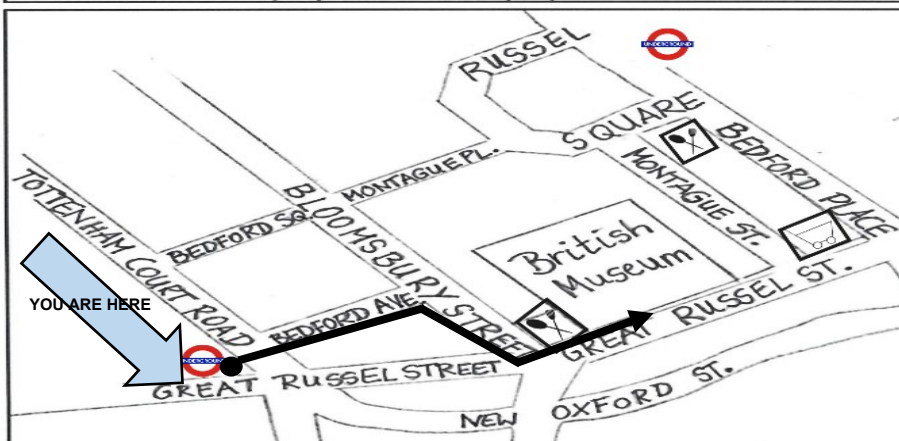 RUSSEL
UNDERGROUND
SQUARE
BEDFORD PLACE
MONTAGUE PL.
MONTAGUE ST.
TOTTENHAM COURT ROAD
BLOOMSBURY STREET
BEDFORD SQ.
British
Museum
YOU ARE HERE
BEDFORD AVE.
GREAT RUSSEL ST.
UNDERGROUND
GREAT RUSSEL STREET
NEW OXFORD ST.